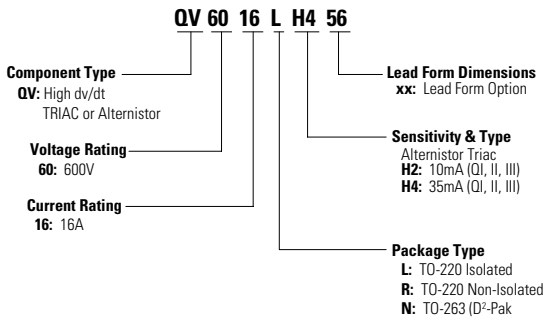 QV 60 16 L H4 56
Component Type
QV: High dv/dt
TRIAC or Alternistor
Voltage Rating
60: 600V
Current Rating
16: 16A
Lead Form Dimensions
xx: Lead Form Option
Sensitivity & Type
Alternistor Triac
H2: 10mA (QI, II, III)
H4: 35mA (QI, II, III)
Package Type
L: TO-220 Isolated
R: TO-220 Non-Isolated
N: TO-263 (D²-Pak